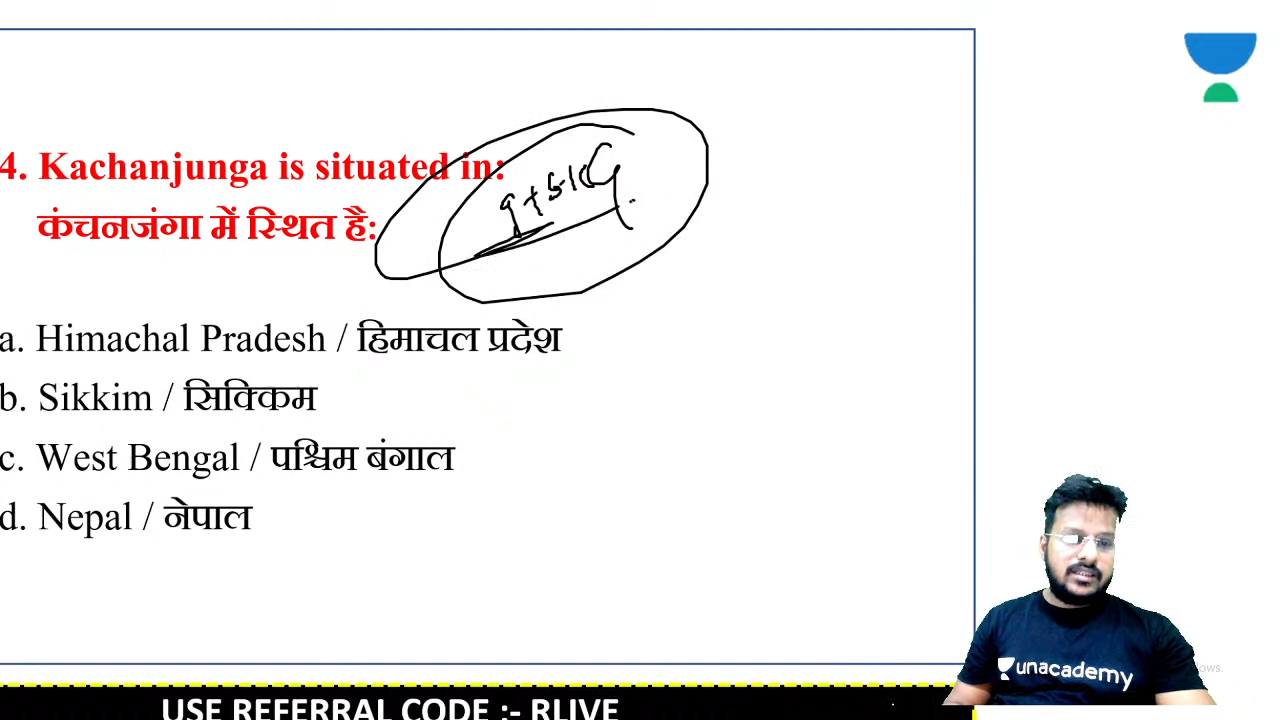 4. Kachanjunga is situated in:
कंचनजंगा में स्थित है:
a. Himachal Pradesh / हिमाचल प्रदेश
b. Sikkim / सिक्किम
c. West Bengal / पश्चिम बंगाल
d. Nepal / नेपाल
unacademy
USE REFERRAL CODE :- RLIVE